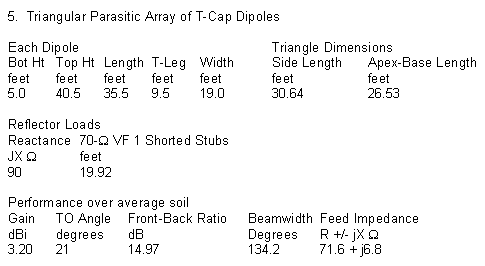 5. Triangular Parasitic Array of T-Cap Dipoles
Each Dipole Triangle Dimensions
Bot Ht Top Ht Length T-Leg Width Side Length Apex-Base Length
feet feet feet feet feet feet feet
5.0 40.5 35.5 9.5 19.0 30.64 26.53
Reflector Loads
Reactance 70-Ω VF 1 Shorted Stubs
JX Ω feet
90 19.92
Performance over average soil
Gain TO Angle Front-Back Ratio Beamwidth Feed Impedance
dBi degrees dB Degrees R +/- jX Ω
3.20 21 14.97 134.2 71.6 + j6.8